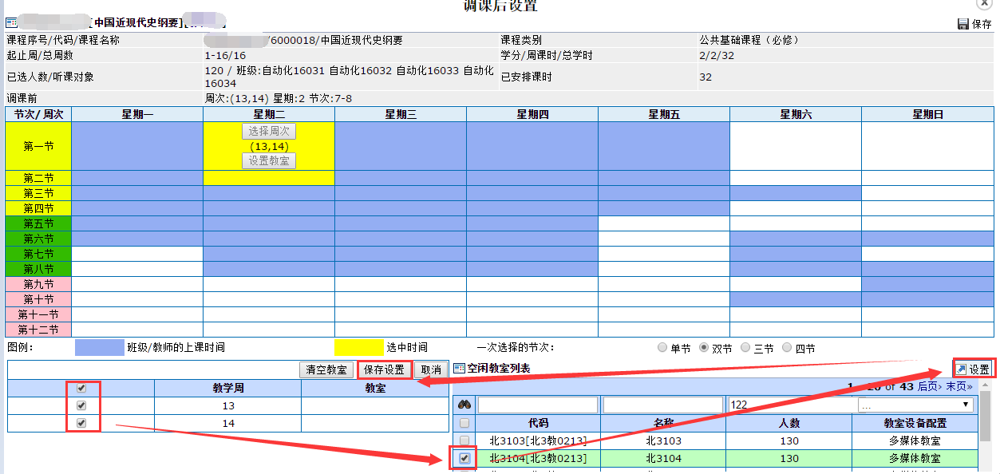 调课后设置
[中国近现代史纲要][
保存
课程序号/代码/课程名称 /6000018/中国近现代史纲要 课程类别 公共基础课程（必修）
起止周/总周数 1-16/16 学分/周课时/总学时 2/2/32
已选人数/听课对象 120 / 班级:自动化16031 自动化16032 自动化16033 自动化16034 已安排课时 32
调课前 周次:(13,14) 星期:2 节次:7-8
节次/周次 星期一 星期二 星期三 星期四 星期五 星期六 星期日
第一节 选择周次
(13,14)
设置教室
第二节
第三节
第四节
第五节
第六节
第七节
第八节
第九节
第十节
第十一节
第十二节
图例: 班级/教师的上课时间 选中时间 一次选择的节次: 单节 双节 三节 四节
清空教室 保存设置 取消
教学周 教室
13
14
空闲教室列表 设置
of 43 后页› 末页»
122 ...
代码 名称 人数 教室设备配置
北3103[北3教0213] 北3103 130 多媒体教室
北3104[北3教0213] 北3104 130 多媒体教室